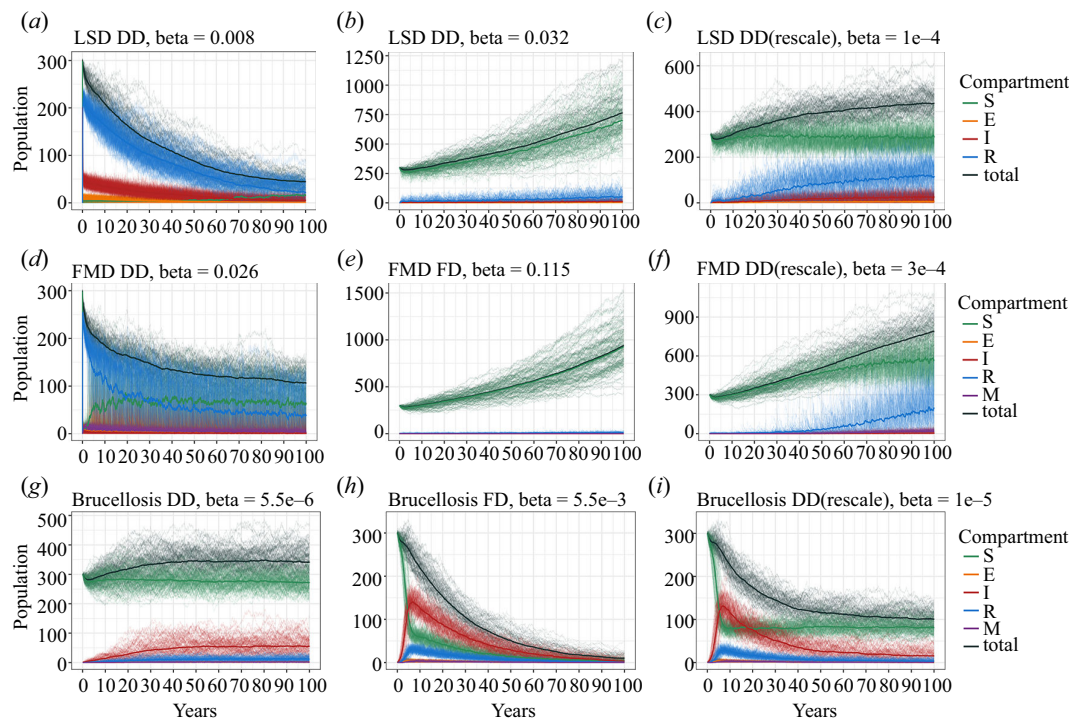 (a) (b) (c)
LSD DD, beta = 0.008 LSD DD, beta = 0.032 LSD DD(rescale), beta = 1e–4
Population
300
200
100
0
0 10 20 30 40 50 60 70 80 90 100
1250
1000
750
500
250
0
0 10 20 30 40 50 60 70 80 90 100
600
400
200
0
0 10 20 30 40 50 60 70 80 90 100
Compartment
S
E
I
R
total
(d) (e) (f)
FMD DD, beta = 0.026 FMD FD, beta = 0.115 FMD DD(rescale), beta = 3e–4
Population
300
200
100
0
0 10 20 30 40 50 60 70 80 90 100
1500
1000
500
0
0 10 20 30 40 50 60 70 80 90 100
900
600
300
0
0 10 20 30 40 50 60 70 80 90 100
Compartment
S
E
I
R
M
total
(g) (h) (i)
Brucellosis DD, beta = 5.5e–6 Brucellosis FD, beta = 5.5e–3 Brucellosis DD(rescale), beta = 1e–5
Population
500
400
300
200
100
0
0 10 20 30 40 50 60 70 80 90 100
Years
300
200
100
0
0 10 20 30 40 50 60 70 80 90 100
Years
300
200
100
0
0 10 20 30 40 50 60 70 80 90 100
Years
Compartment
S
E
I
R
M
total